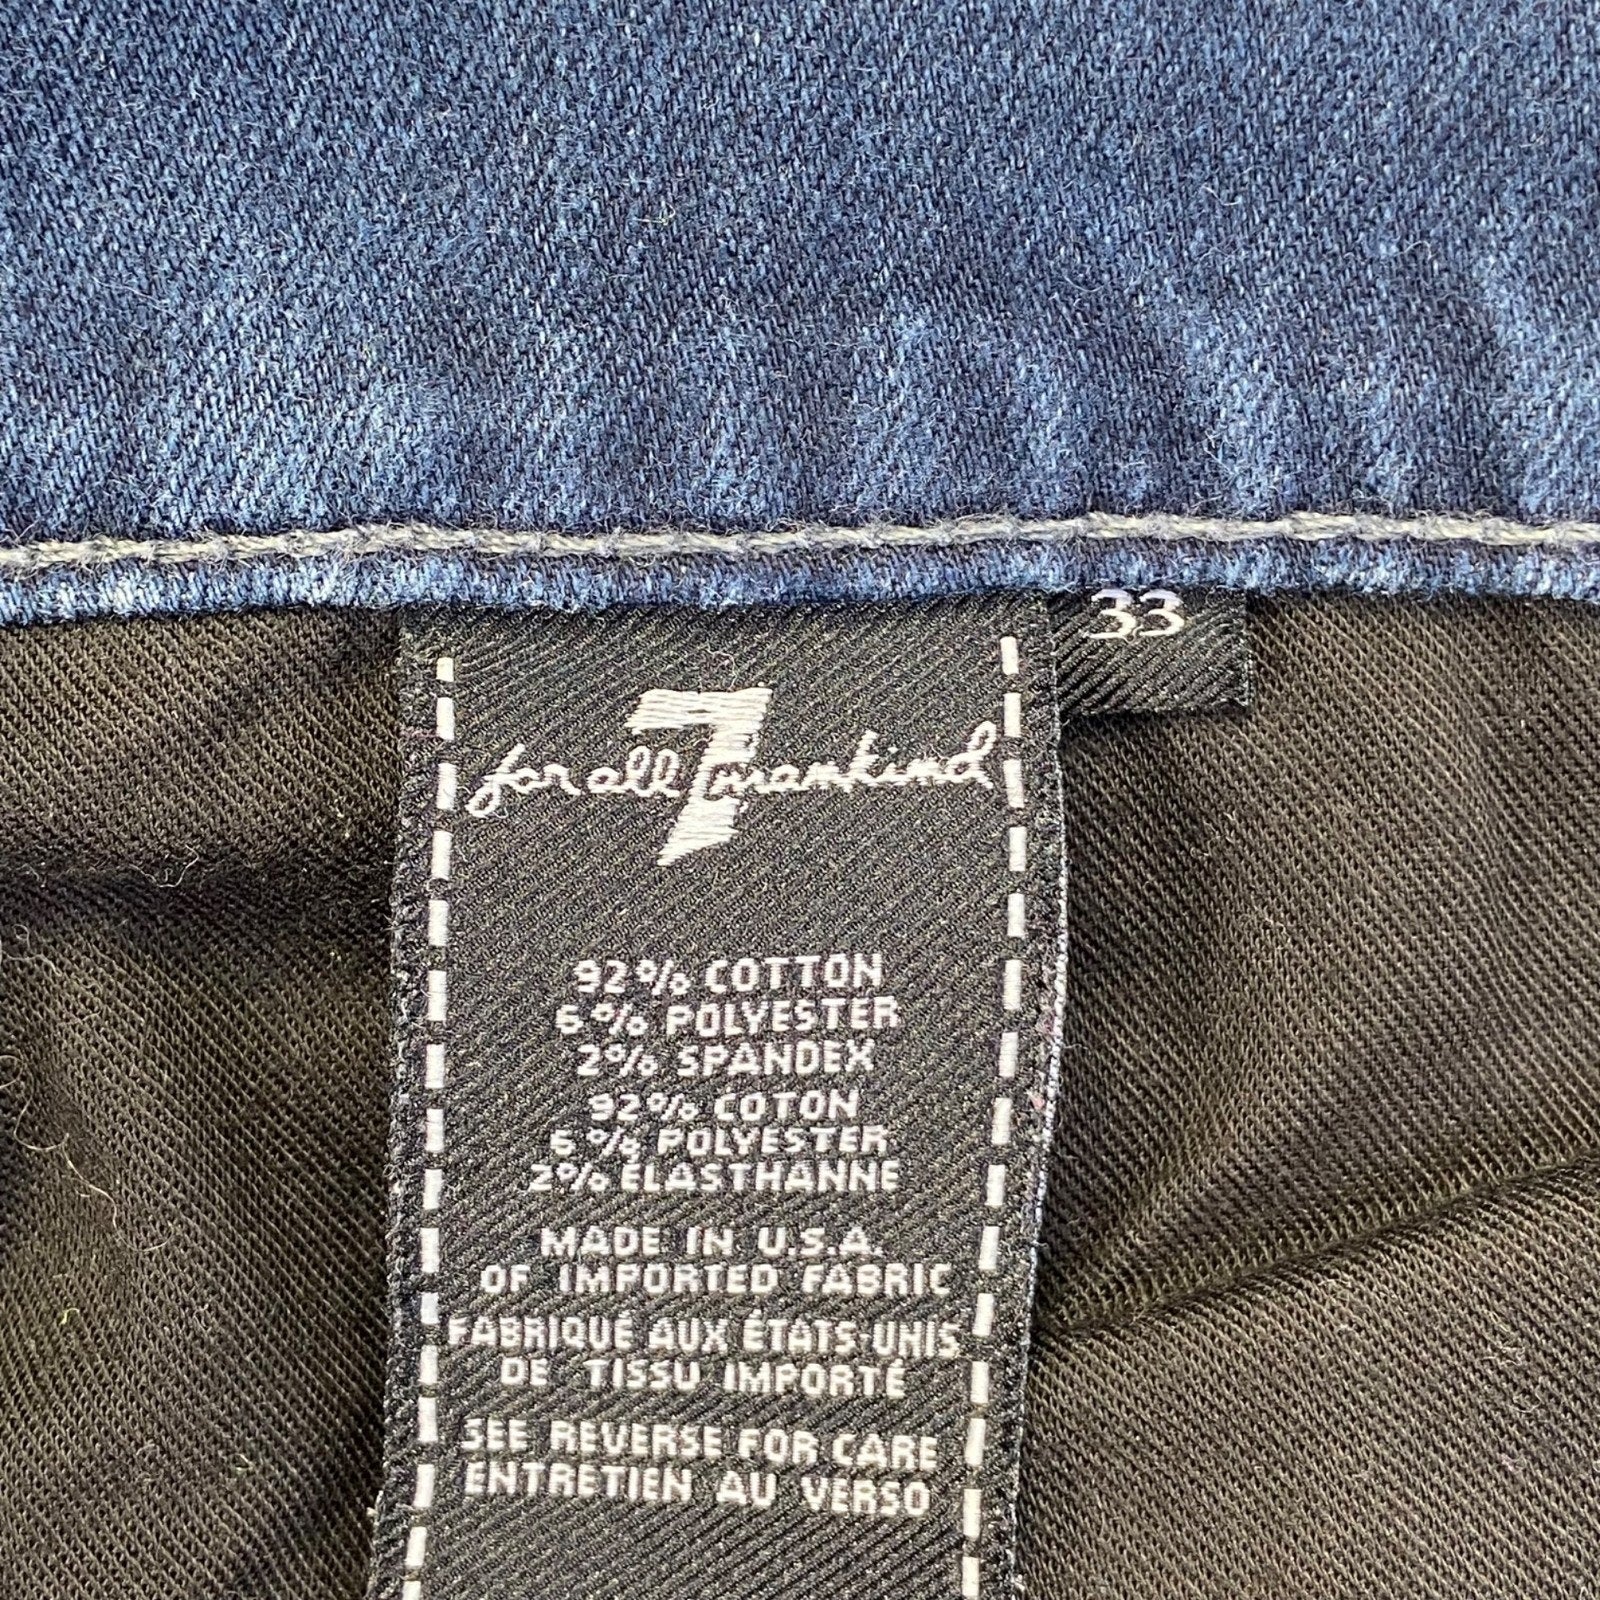 33
7
for all mankind
92% COTTON
6% POLYESTER
2% SPANDEX
92% COTON
6% POLYESTER
2% ELASTHANNE
MADE IN U.S.A.
OF IMPORTED FABRIC
FABRIQUÉ AUX ÉTATS-UNIS
DE TISSU IMPORTÉ
SEE REVERSE FOR CARE
ENTRETIEN AU VERSO